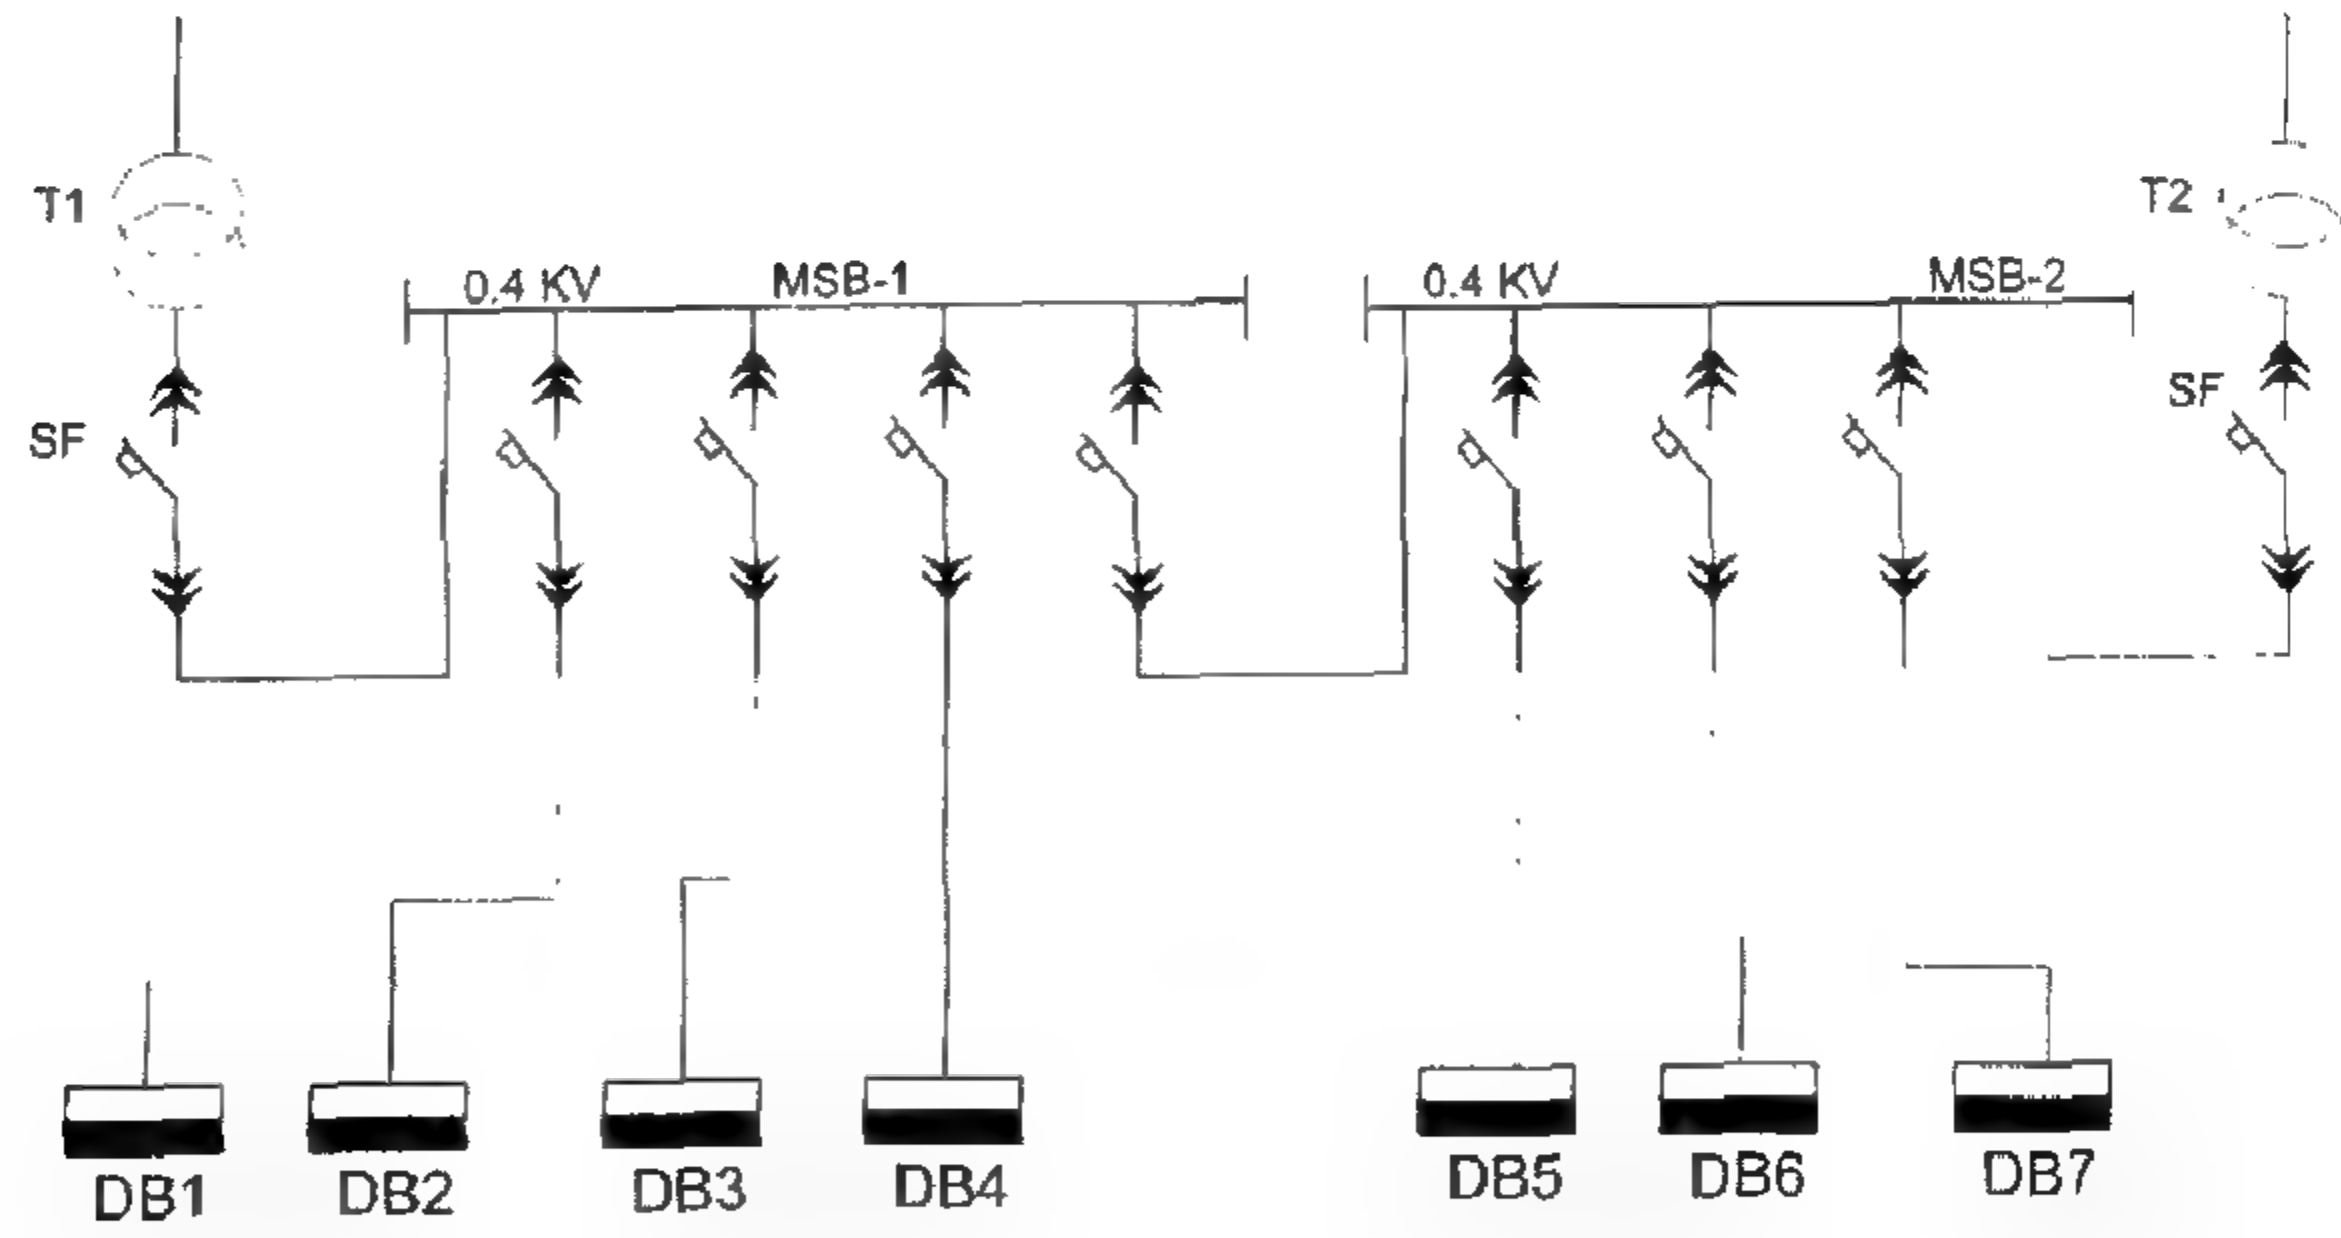 T1
T2
0.4 KV
MSB-1
0.4 KV
MSB-2
SF
SF
DB1
DB2
DB3
DB4
DB5
DB6
DB7